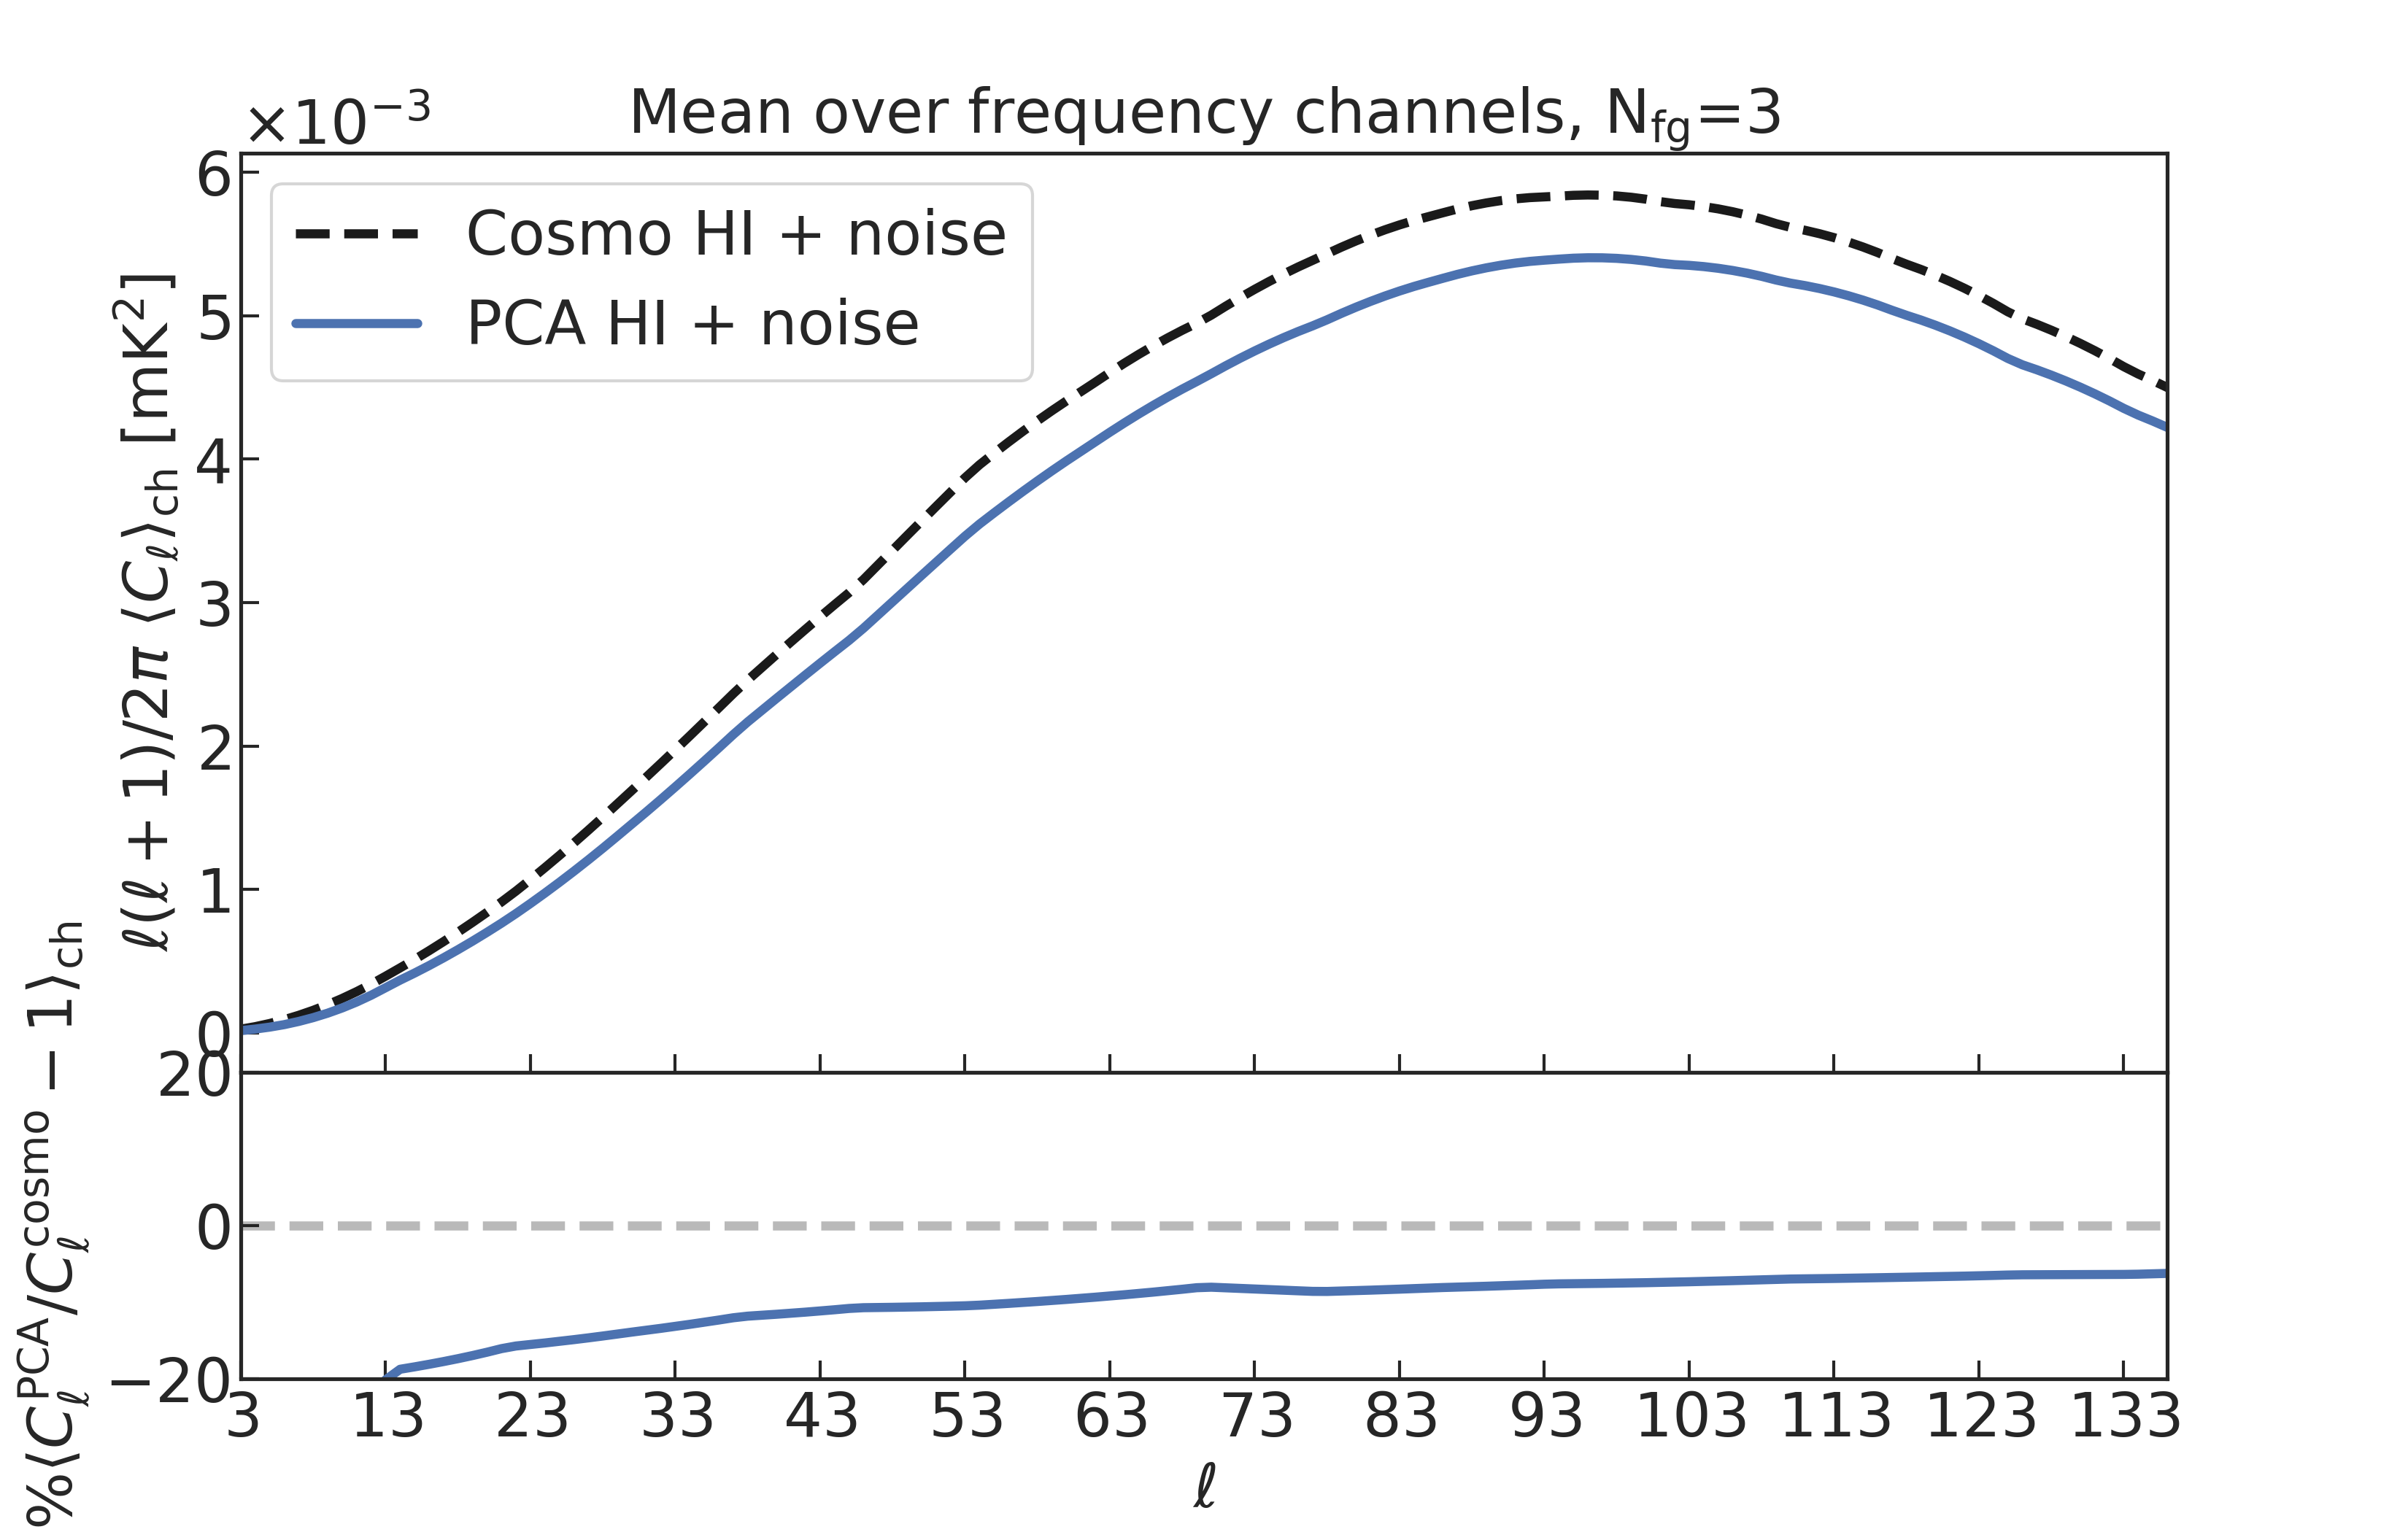 ×10⁻³
Mean over frequency channels, N_fg=3
ℓ(ℓ + 1)/2π ⟨C_ℓ⟩_ch [mK²]
6
5
4
3
2
1
0
Cosmo HI + noise
PCA HI + noise
%⟨C_ℓ^PCA/C_ℓ^cosmo − 1⟩_ch
20
0
−20
3 13 23 33 43 53 63 73 83 93 103 113 123 133
ℓ